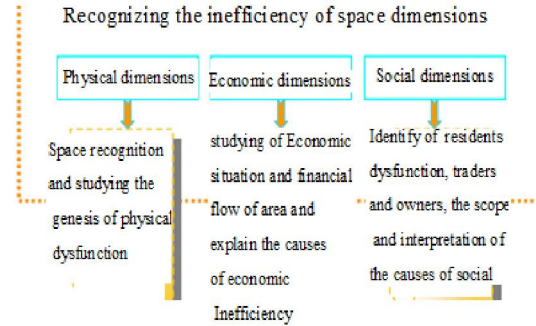 Recognizing the inefficiency of space dimensions
Physical dimensions
Economic dimensions
Social dimensions
Space recognition
and studying the
genesis of physical
dysfunction
studying of Economic
situation and financial
flow of area and
explain the causes
of economic
Inefficiency
Identify of residents
dysfunction, traders
and owners, the scope
and interpretation of
the causes of social